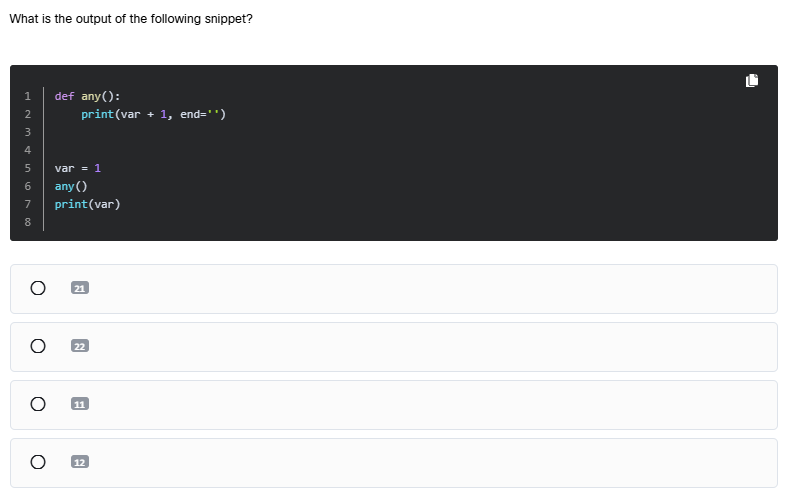 What is the output of the following snippet?
1 def any():
2     print(var + 1, end='')
3
4
5 var = 1
6 any()
7 print(var)
8
21
22
11
12